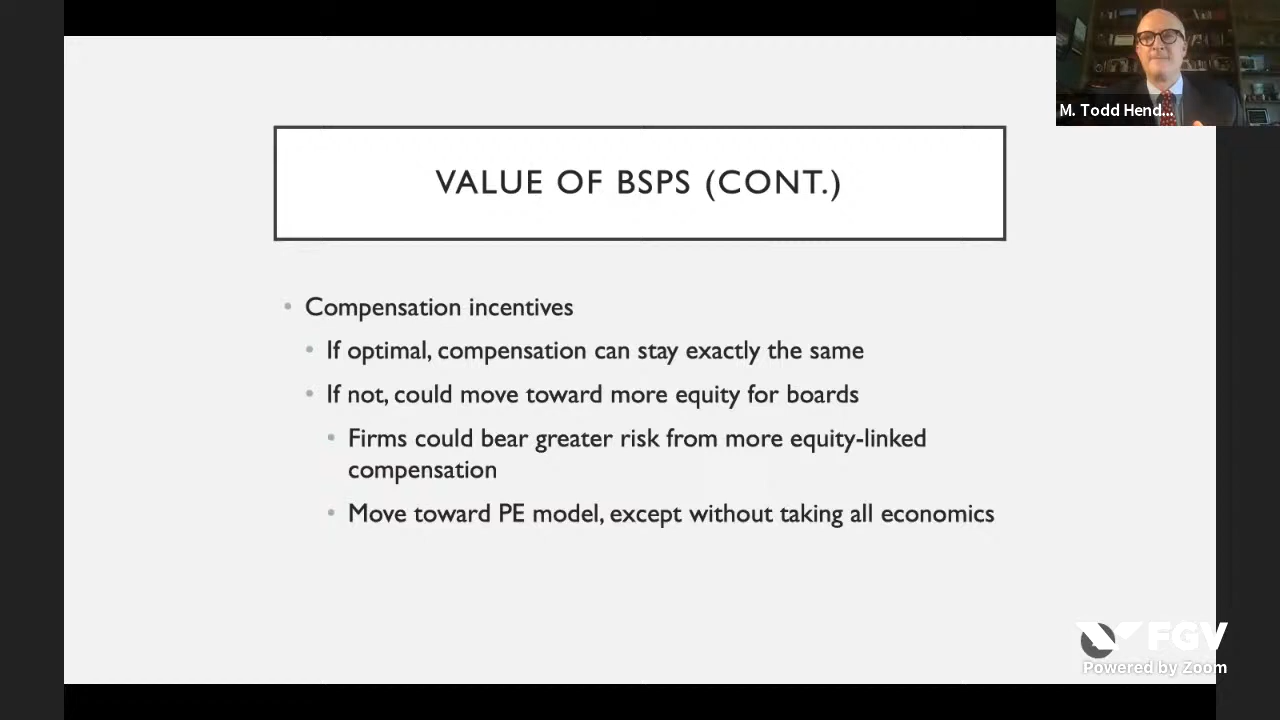 M. Todd Hend...
VALUE OF BSPS (CONT.)
• Compensation incentives
• If optimal, compensation can stay exactly the same
• If not, could move toward more equity for boards
• Firms could bear greater risk from more equity-linked
compensation
• Move toward PE model, except without taking all economics
FGV
Powered by Zoom